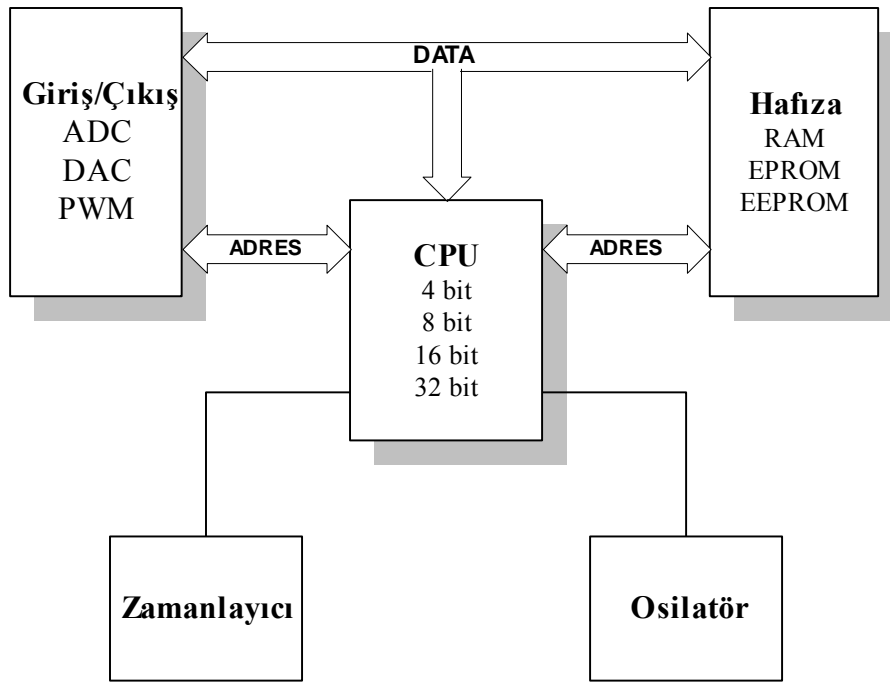 DATA
Giriş/Çıkış
ADC
DAC
PWM
Hafıza
RAM
EPROM
EEPROM
ADRES
CPU
4 bit
8 bit
16 bit
32 bit
ADRES
Zamanlayıcı
Osilatör